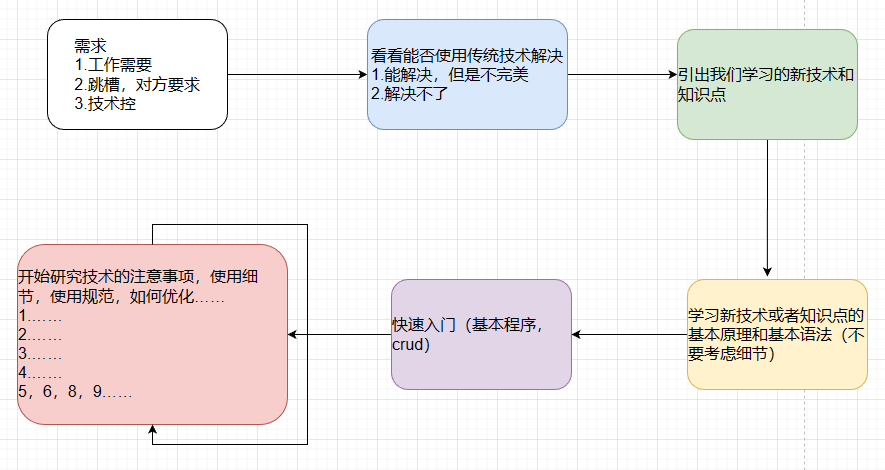 需求
1.工作需要
2.跳槽，对方要求
3.技术控
看看能否使用传统技术解决
1.能解决，但是不完美
2.解决不了
引出我们学习的新技术和
知识点
学习新技术或者知识点的
基本原理和基本语法（不
要考虑细节）
快速入门（基本程序，
crud）
开始研究技术的注意事项，使用细
节，使用规范，如何优化……
1.……
2.……
3.……
4.……
5，6，8，9……